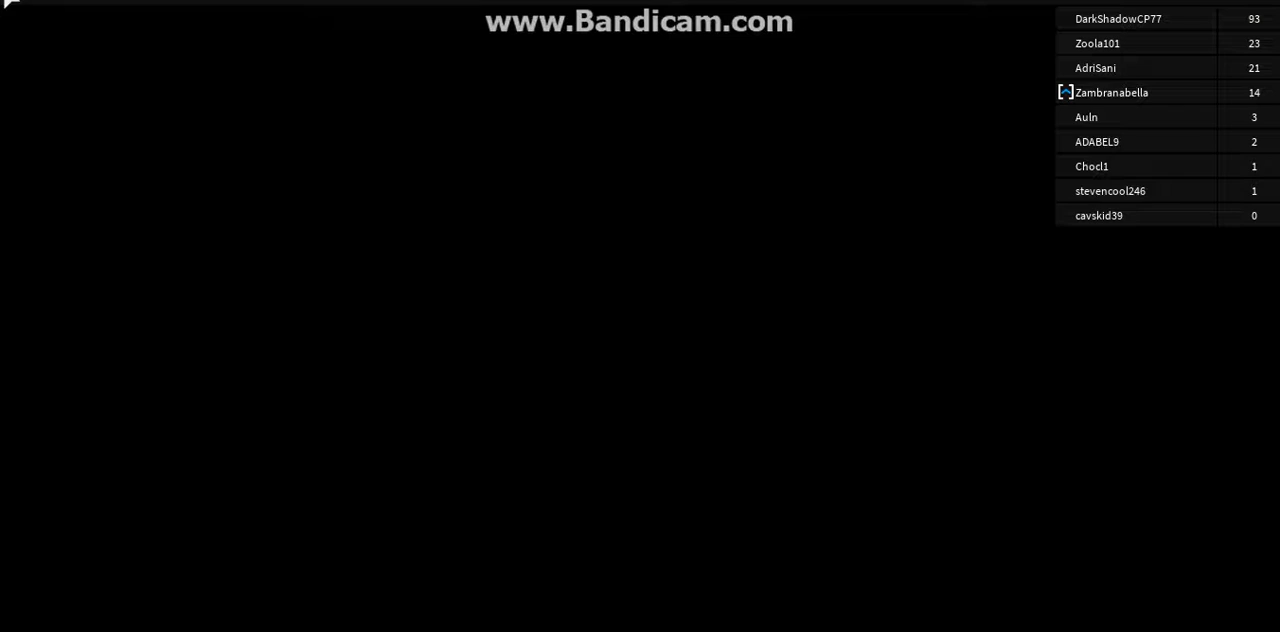 www.Bandicam.com
DarkShadowCP77 93
Zoola101 23
AdriSani 21
Zambranabella 14
Auln 3
ADABEL9 2
Chocl1 1
stevencool246 1
cavskid39 0